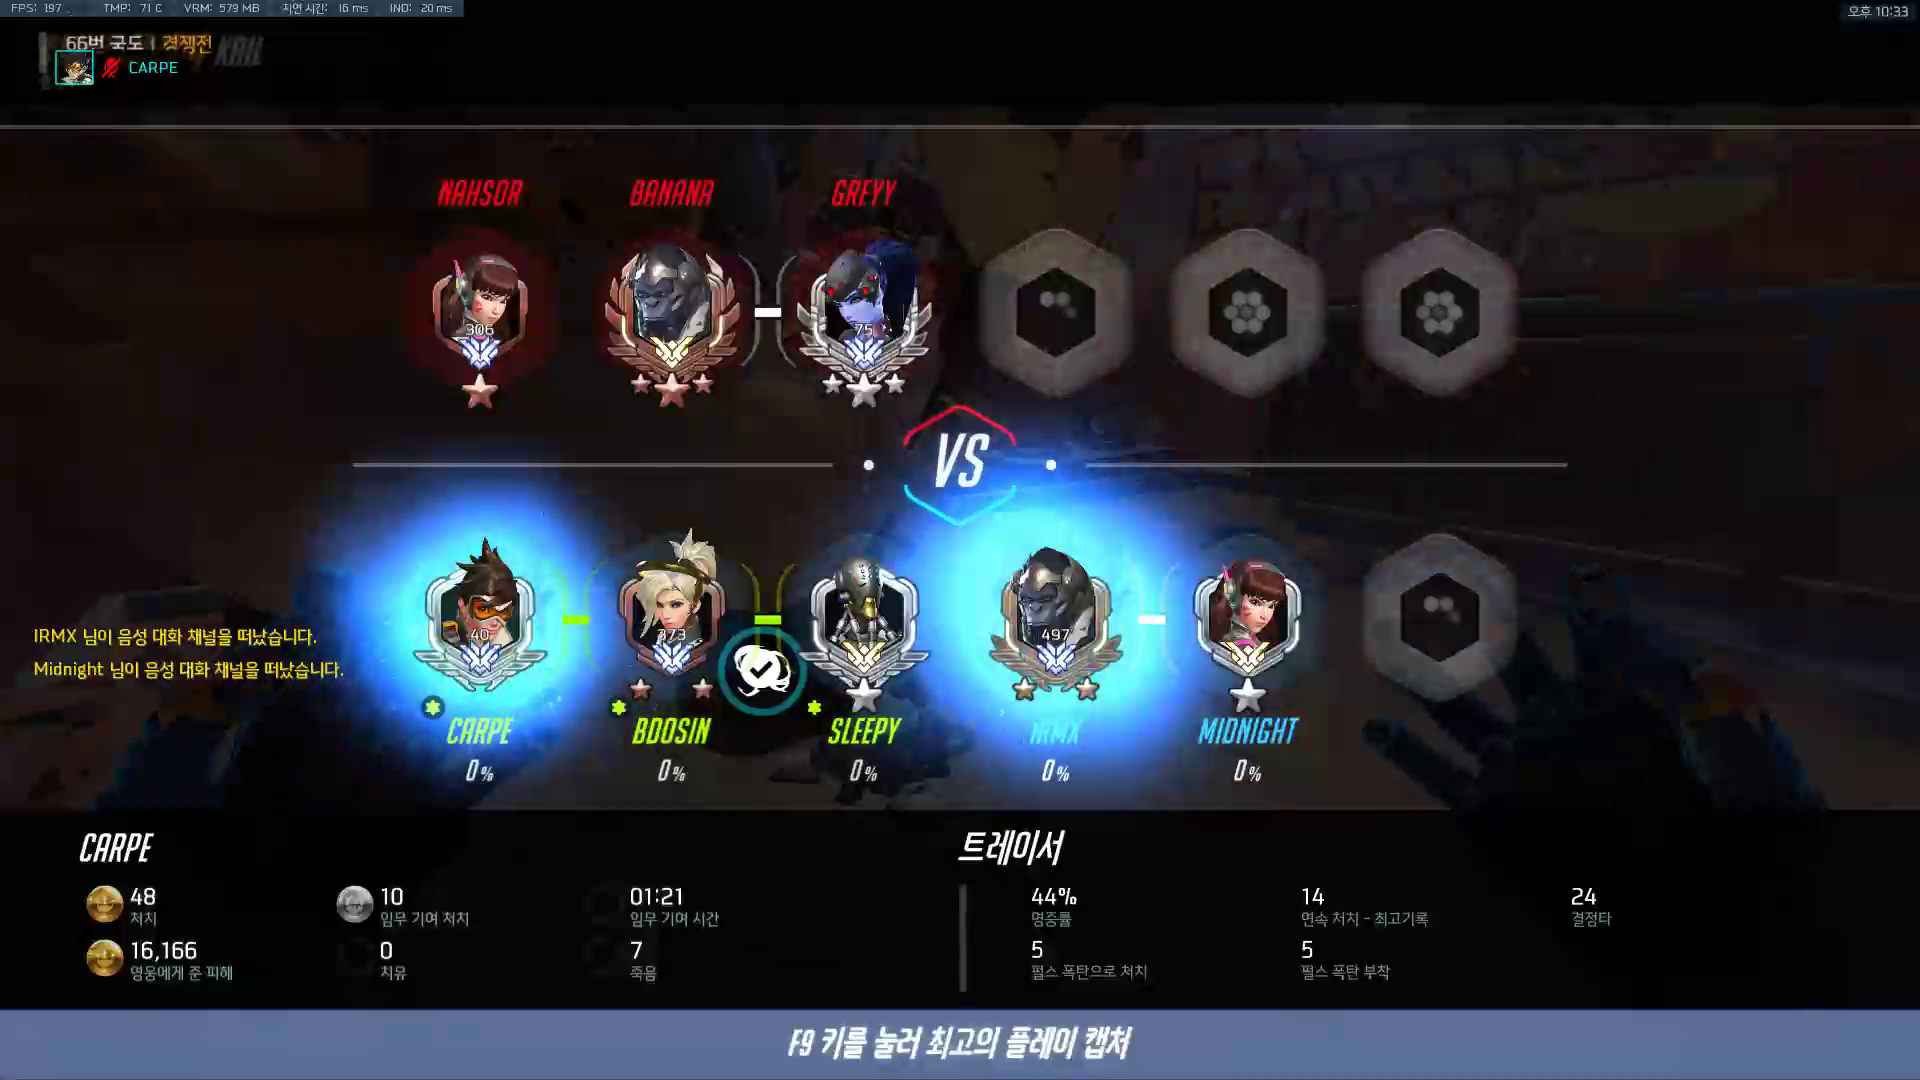 FPS: 197 TMP: 71 C VRM: 579 MB 지연 시간: 16 ms IND: 20 ms
오후 10:33
66번 국도 | 경쟁전
CARPE
NAHSOR BANANA GREYY
306 75
VS
IRMX 님이 음성 대화 채널을 떠났습니다.
Midnight 님이 음성 대화 채널을 떠났습니다.
40 373 497
CARPE BDOSIN SLEEPY IRMX MIDNIGHT
0% 0% 0% 0% 0%
CARPE
48
처치
10
임무 기여 처치
01:21
임무 기여 시간
16,166
영웅에게 준 피해
0
치유
7
죽음
트레이서
44%
명중률
14
연속 처치 - 최고기록
24
결정타
5
펄스 폭탄으로 처치
5
펄스 폭탄 부착
F9 키를 눌러 최고의 플레이 캡쳐